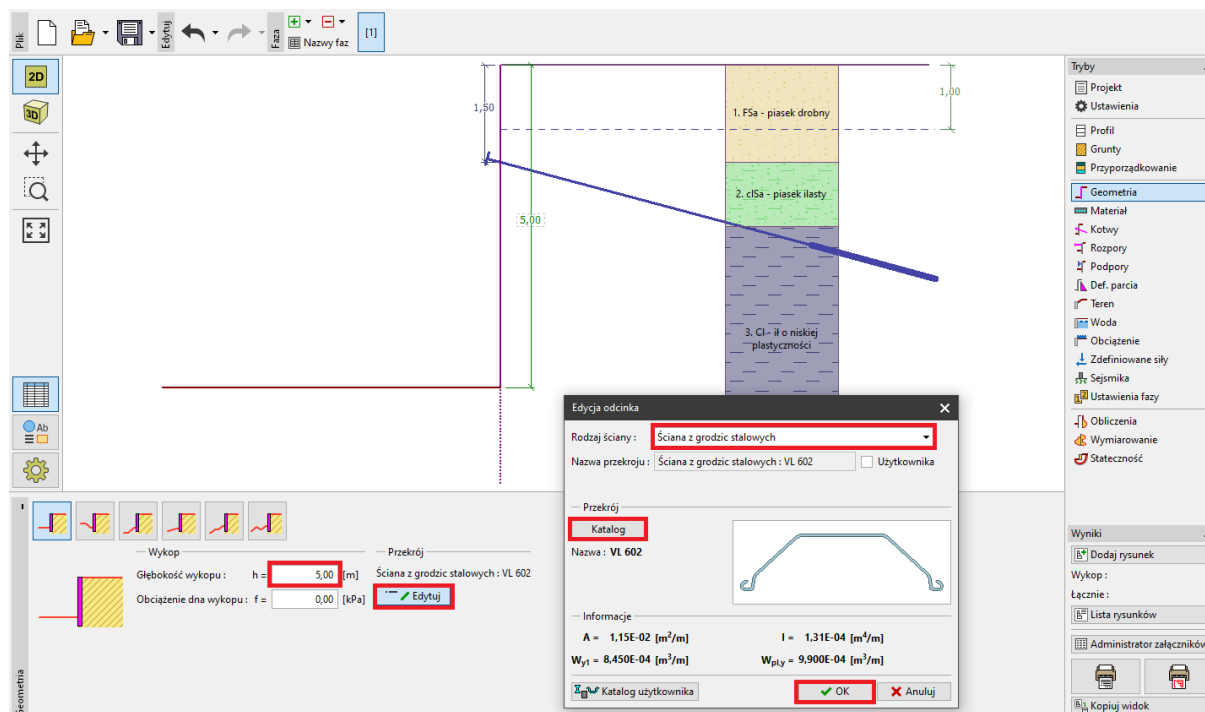 Plik
Edytuj
Faza
Nazwy faz
[1]
2D
3D
Ab
1,50
5,00
1,00
1. FSa - piasek drobny
2. clSa - piasek ilasty
3. Cl - ił o niskiej
plastyczności
Tryby
Projekt
Ustawienia
Profil
Grunty
Przyporządkowanie
Geometria
Materiał
Kotwy
Rozpory
Podpory
Def. parcia
Teren
Woda
Obciążenie
Zdefiniowane siły
Sejsmika
Ustawienia fazy
Obliczenia
Wymiarowanie
Stateczność
Edycja odcinka
Rodzaj ściany : Ściana z grodzic stalowych
Nazwa przekroju : Ściana z grodzic stalowych : VL 602 Użytkownika
Przekrój
Katalog
Nazwa : VL 602
Informacje
A = 1,15E-02 [m²/m] I = 1,31E-04 [m⁴/m]
Wy1 = 8,450E-04 [m³/m] Wpl,y = 9,900E-04 [m³/m]
Katalog użytkownika OK Anuluj
Geometria
Wykop
Głębokość wykopu : h = 5,00 [m]
Obciążenie dna wykopu : f = 0,00 [kPa]
Przekrój
Ściana z grodzic stalowych : VL 602
Edytuj
Wyniki
Dodaj rysunek
Wykop :
Łącznie :
Lista rysunków
Administrator załączników
Kopiuj widok